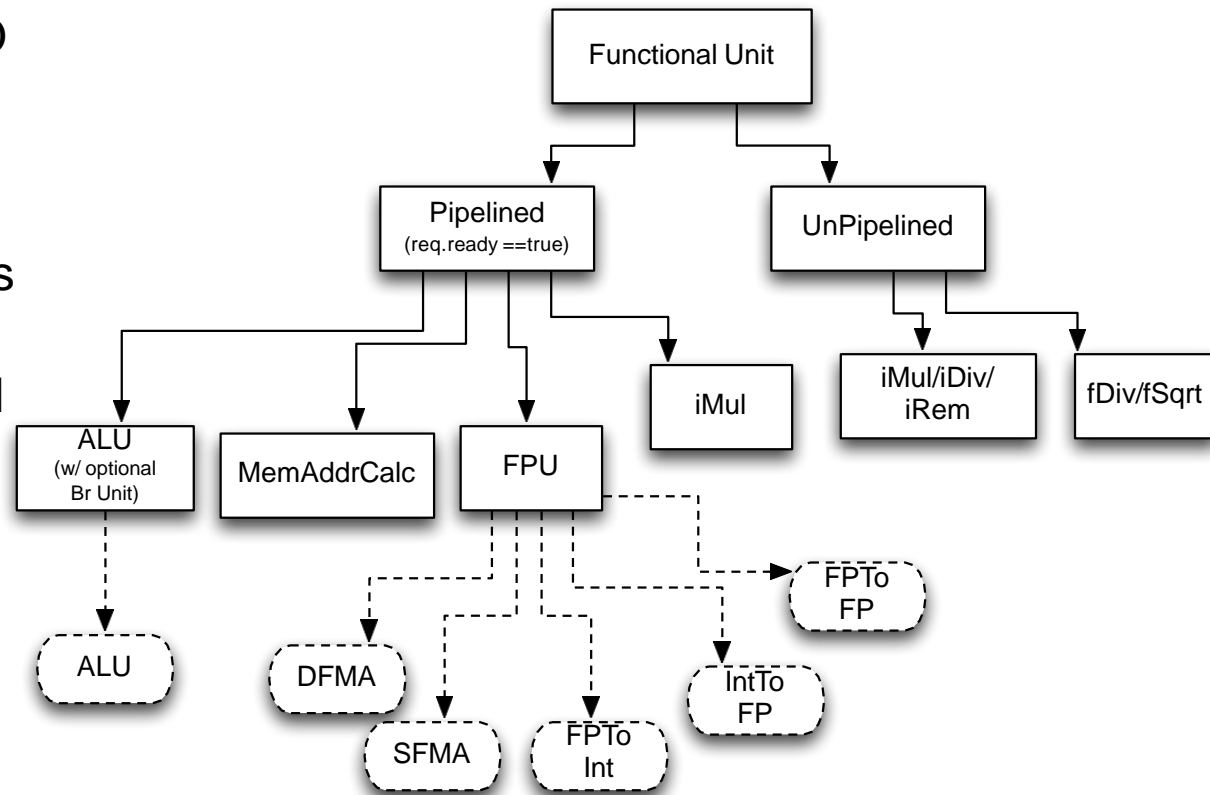 Functional Unit
Pipelined
(req.ready ==true)
UnPipelined
s
ALU
(w/ optional
Br Unit)
MemAddrCalc
FPU
iMul
iMul/iDiv/
iRem
fDiv/fSqrt
ALU
DFMA
SFMA
FPTo
Int
IntTo
FP
FPTo
FP